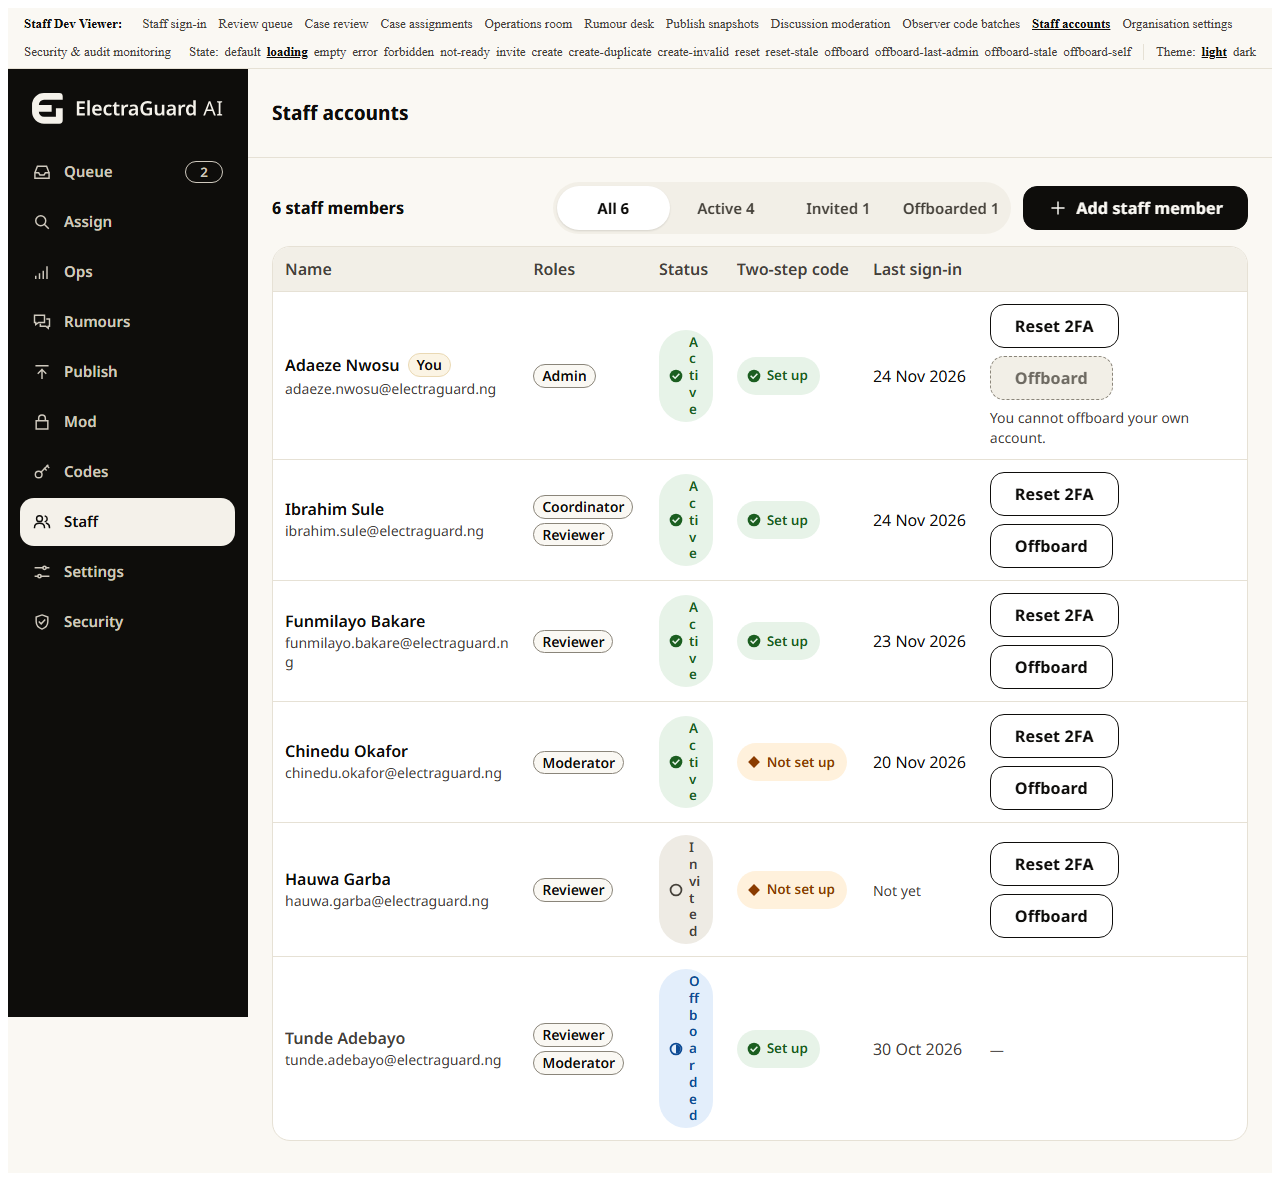 Staff Dev Viewer: Staff sign-in Review queue Case review Case assignments Operations room Rumour desk Publish snapshots Discussion moderation Observer code batches Staff accounts Organisation settings
Security & audit monitoring State: default loading empty error forbidden not-ready invite create create-duplicate create-invalid reset reset-stale offboard offboard-last-admin offboard-stale offboard-self Theme: light dark
ElectraGuard AI
Queue 2
Assign
Ops
Rumours
Publish
Mod
Codes
Staff
Settings
Security
Staff accounts
6 staff members
All 6 Active 4 Invited 1 Offboarded 1
Add staff member
Name Roles Status Two-step code Last sign-in
Adaeze Nwosu You
adaeze.nwosu@electraguard.ng
Admin
Active
Set up
24 Nov 2026
Reset 2FA
Offboard
You cannot offboard your own
account.
Ibrahim Sule
ibrahim.sule@electraguard.ng
Coordinator
Reviewer
Active
Set up
24 Nov 2026
Reset 2FA
Offboard
Funmilayo Bakare
funmilayo.bakare@electraguard.n
g
Reviewer
Active
Set up
23 Nov 2026
Reset 2FA
Offboard
Chinedu Okafor
chinedu.okafor@electraguard.ng
Moderator
Active
Not set up
20 Nov 2026
Reset 2FA
Offboard
Hauwa Garba
hauwa.garba@electraguard.ng
Reviewer
Invited
Not set up
Not yet
Reset 2FA
Offboard
Tunde Adebayo
tunde.adebayo@electraguard.ng
Reviewer
Moderator
Offboarded
Set up
30 Oct 2026
—